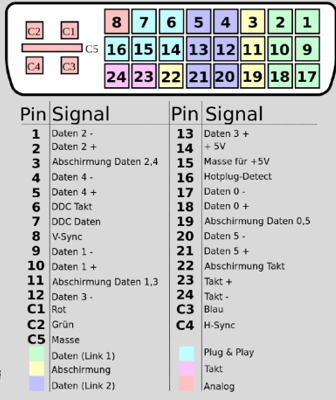 C2 C1 8 7 6 5 4 3 2 1
C5 16 15 14 13 12 11 10 9
C4 C3 24 23 22 21 20 19 18 17
Pin Signal
1 Daten 2 -
2 Daten 2 +
3 Abschirmung Daten 2,4
4 Daten 4 -
5 Daten 4 +
6 DDC Takt
7 DDC Daten
8 V-Sync
9 Daten 1 -
10 Daten 1 +
11 Abschirmung Daten 1,3
12 Daten 3 -
C1 Rot
C2 Grün
C5 Masse
Daten (Link 1)
Abschirmung
Daten (Link 2)
Pin Signal
13 Daten 3 +
14 + 5V
15 Masse für +5V
16 Hotplug-Detect
17 Daten 0 -
18 Daten 0 +
19 Abschirmung Daten 0,5
20 Daten 5 -
21 Daten 5 +
22 Abschirmung Takt
23 Takt +
24 Takt -
C3 Blau
C4 H-Sync
Plug & Play
Takt
Analog